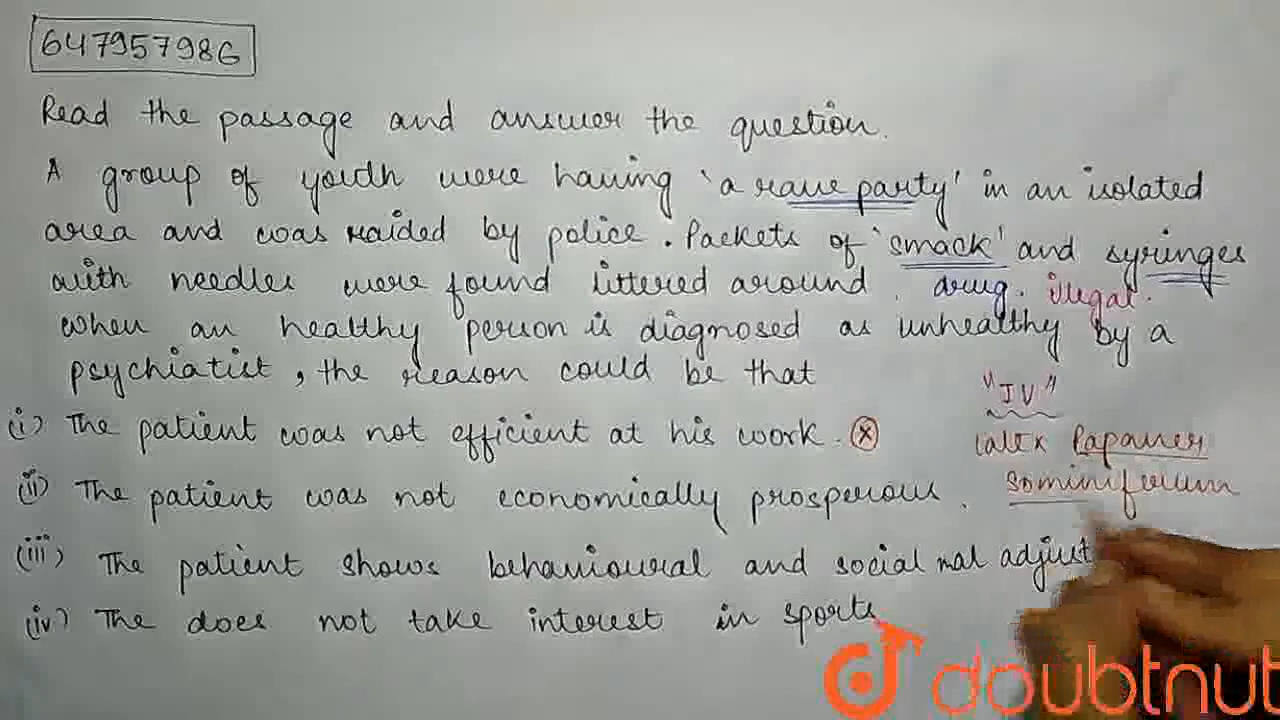 647957986
Read the passage and answer the question.
A group of youth were having 'a rave party' in an isolated
area and was raided by police. Packets of 'smack' and syringes
with needles were found littered around. drug. illegal.
when an healthy person is diagnosed as unhealthy by a
psychiatist, the reason could be that
"IV"
(i) The patient was not efficient at his work. x
latex Papaver
(ii) The patient was not economically prosperous.
Sominiferum
(iii) The patient shows behavioural and social mal adjust
(iv) The does not take interest in sports
doubtnut